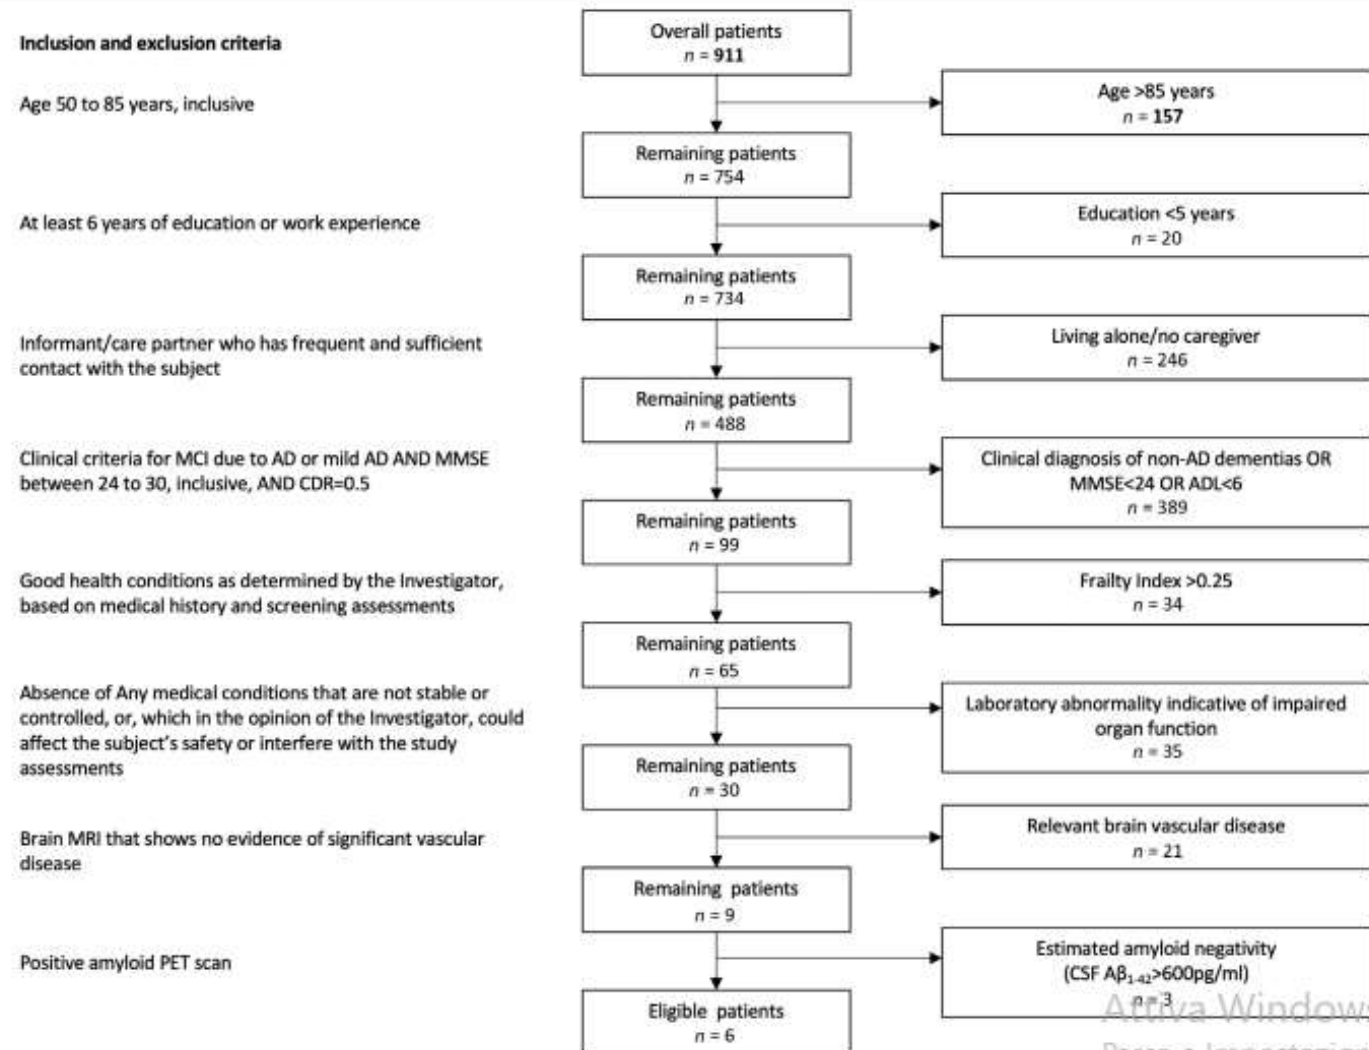 Inclusion and exclusion criteria
Overall patients
n = 911
Age 50 to 85 years, inclusive
Age >85 years
n = 157
Remaining patients
n = 754
At least 6 years of education or work experience
Education <5 years
n = 20
Remaining patients
n = 734
Informant/care partner who has frequent and sufficient
contact with the subject
Living alone/no caregiver
n = 246
Remaining patients
n = 488
Clinical criteria for MCI due to AD or mild AD AND MMSE
between 24 to 30, inclusive, AND CDR=0.5
Clinical diagnosis of non-AD dementias OR
MMSE<24 OR ADL<6
n = 389
Remaining patients
n = 99
Good health conditions as determined by the Investigator,
based on medical history and screening assessments
Frailty Index >0.25
n = 34
Remaining patients
n = 65
Absence of Any medical conditions that are not stable or
controlled, or, which in the opinion of the Investigator, could
affect the subject's safety or interfere with the study
assessments
Laboratory abnormality indicative of impaired
organ function
n = 35
Remaining patients
n = 30
Brain MRI that shows no evidence of significant vascular
disease
Relevant brain vascular disease
n = 21
Remaining patients
n = 9
Positive amyloid PET scan
Estimated amyloid negativity
(CSF Aβ1-42>600pg/ml)
n = 3
Eligible patients
n = 6
Attiva Windows